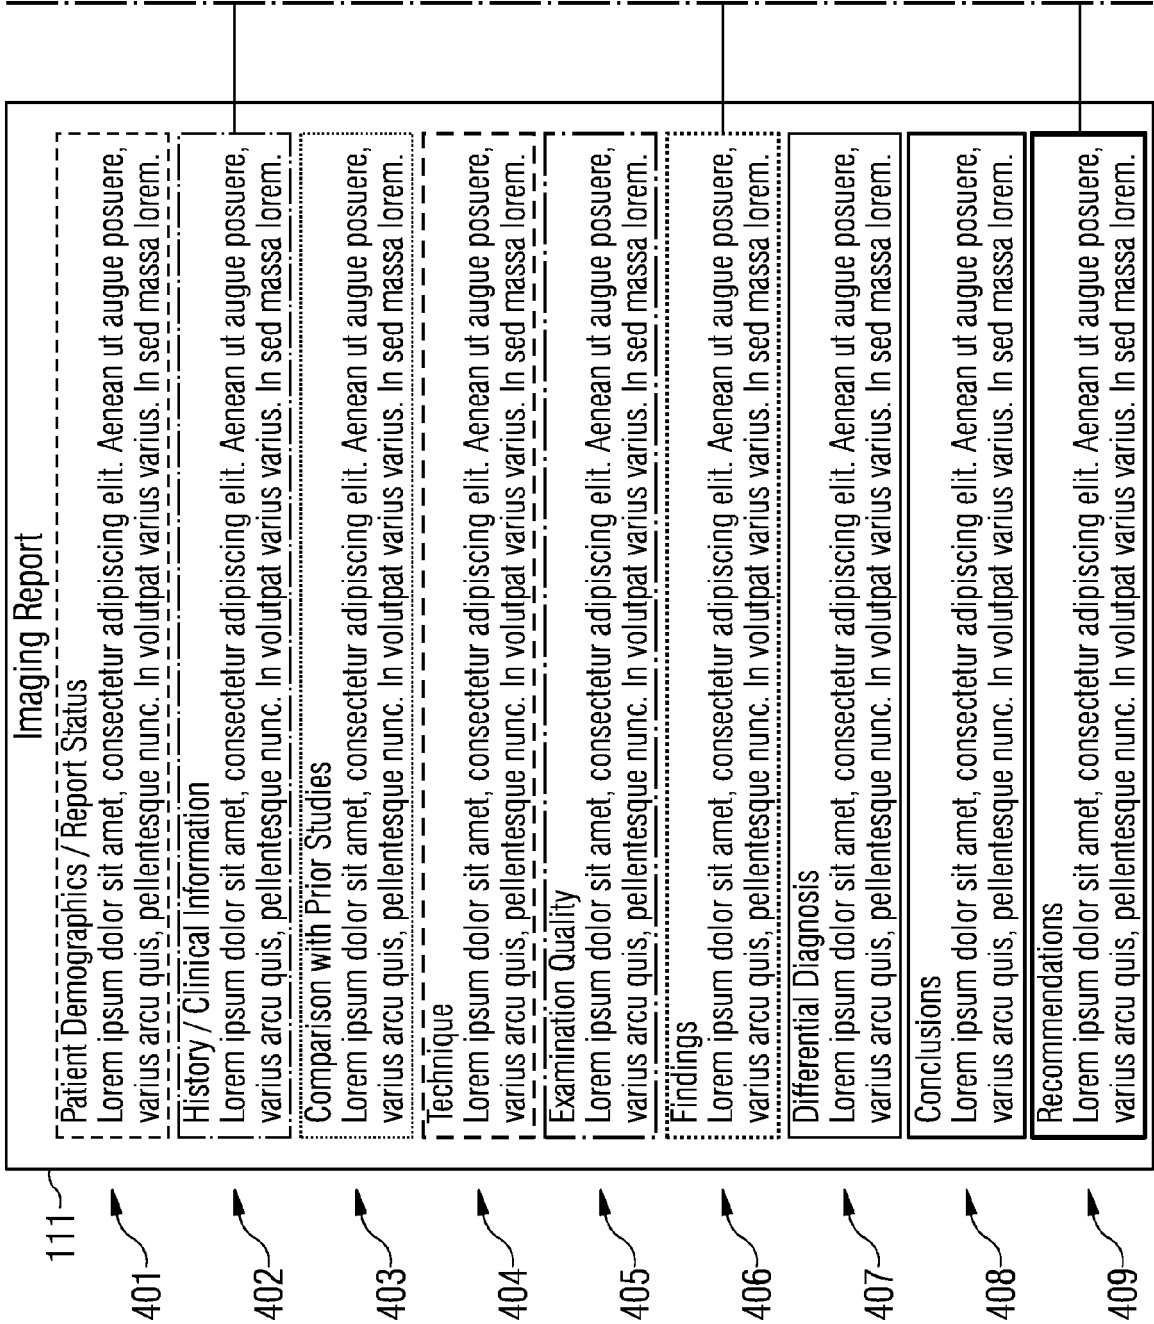 Imaging Report
111
401
Patient Demographics / Report Status
Lorem ipsum dolor sit amet, consectetur adipiscing elit. Aenean ut augue posuere,
varius arcu quis, pellentesque nunc. In volutpat varius varius. In sed massa lorem.
402
History / Clinical Information
Lorem ipsum dolor sit amet, consectetur adipiscing elit. Aenean ut augue posuere,
varius arcu quis, pellentesque nunc. In volutpat varius varius. In sed massa lorem.
403
Comparison with Prior Studies
Lorem ipsum dolor sit amet, consectetur adipiscing elit. Aenean ut augue posuere,
varius arcu quis, pellentesque nunc. In volutpat varius varius. In sed massa lorem.
404
Technique
Lorem ipsum dolor sit amet, consectetur adipiscing elit. Aenean ut augue posuere,
varius arcu quis, pellentesque nunc. In volutpat varius varius. In sed massa lorem.
405
Examination Quality
Lorem ipsum dolor sit amet, consectetur adipiscing elit. Aenean ut augue posuere,
varius arcu quis, pellentesque nunc. In volutpat varius varius. In sed massa lorem.
406
Findings
Lorem ipsum dolor sit amet, consectetur adipiscing elit. Aenean ut augue posuere,
varius arcu quis, pellentesque nunc. In volutpat varius varius. In sed massa lorem.
407
Differential Diagnosis
Lorem ipsum dolor sit amet, consectetur adipiscing elit. Aenean ut augue posuere,
varius arcu quis, pellentesque nunc. In volutpat varius varius. In sed massa lorem.
408
Conclusions
Lorem ipsum dolor sit amet, consectetur adipiscing elit. Aenean ut augue posuere,
varius arcu quis, pellentesque nunc. In volutpat varius varius. In sed massa lorem.
409
Recommendations
Lorem ipsum dolor sit amet, consectetur adipiscing elit. Aenean ut augue posuere,
varius arcu quis, pellentesque nunc. In volutpat varius varius. In sed massa lorem.